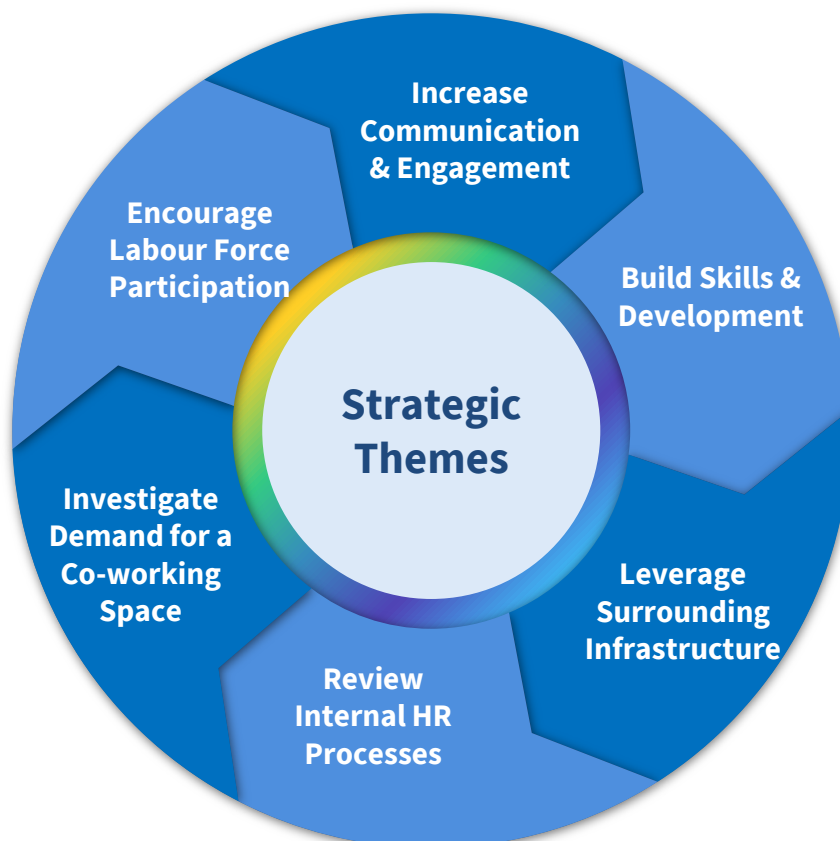 Increase
Communication
& Engagement
Build Skills &
Development
Leverage
Surrounding
Infrastructure
Review
Internal HR
Processes
Investigate
Demand for a
Co-working
Space
Encourage
Labour Force
Participation
Strategic
Themes